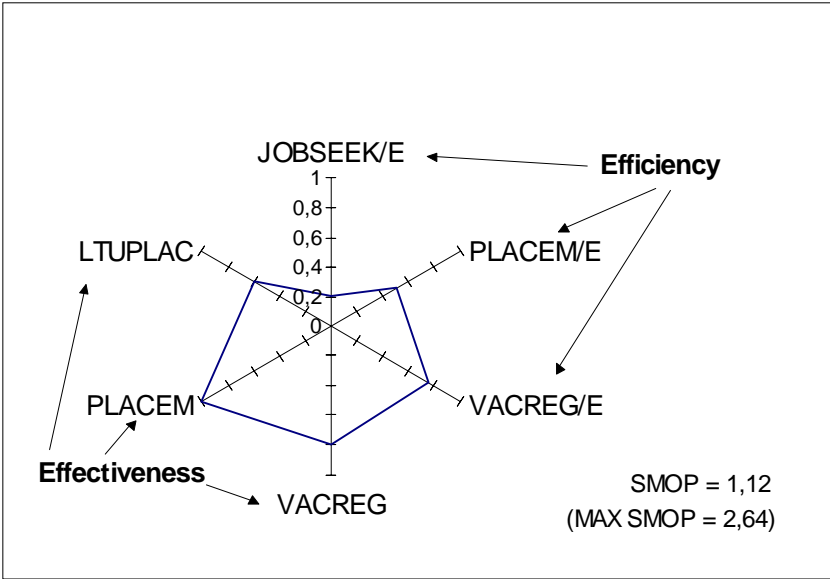 JOBSEEK/E
Efficiency
1
0,8
0,6
0,4
0,2
0
LTUPLAC
PLACEM/E
PLACEM
VACREG/E
Effectiveness
VACREG
SMOP = 1,12
(MAX SMOP = 2,64)